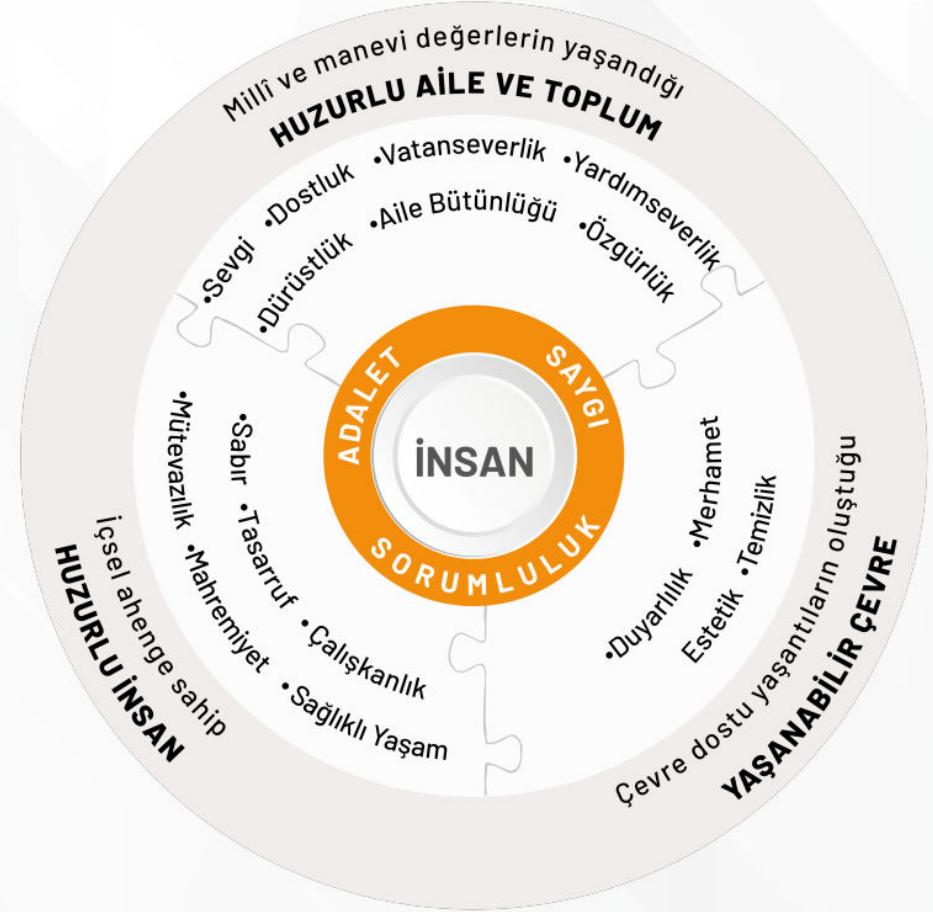 Millî ve manevi değerlerin yaşandığı
HUZURLU AİLE VE TOPLUM
•Sevgi •Dostluk •Vatanseverlik •Yardımseverlik
•Dürüstlük •Aile Bütünlüğü •Özgürlük
ADALET SAYGI
İNSAN
SORUMLULUK
•Sabır •Tasarruf •Çalışkanlık
•Mütevazılık •Mahremiyet •Sağlıklı Yaşam
İçsel ahenge sahip
HUZURLU İNSAN
•Duyarlılık •Merhamet
Estetik •Temizlik
Çevre dostu yaşantıların oluştuğu
YAŞANABİLİR ÇEVRE